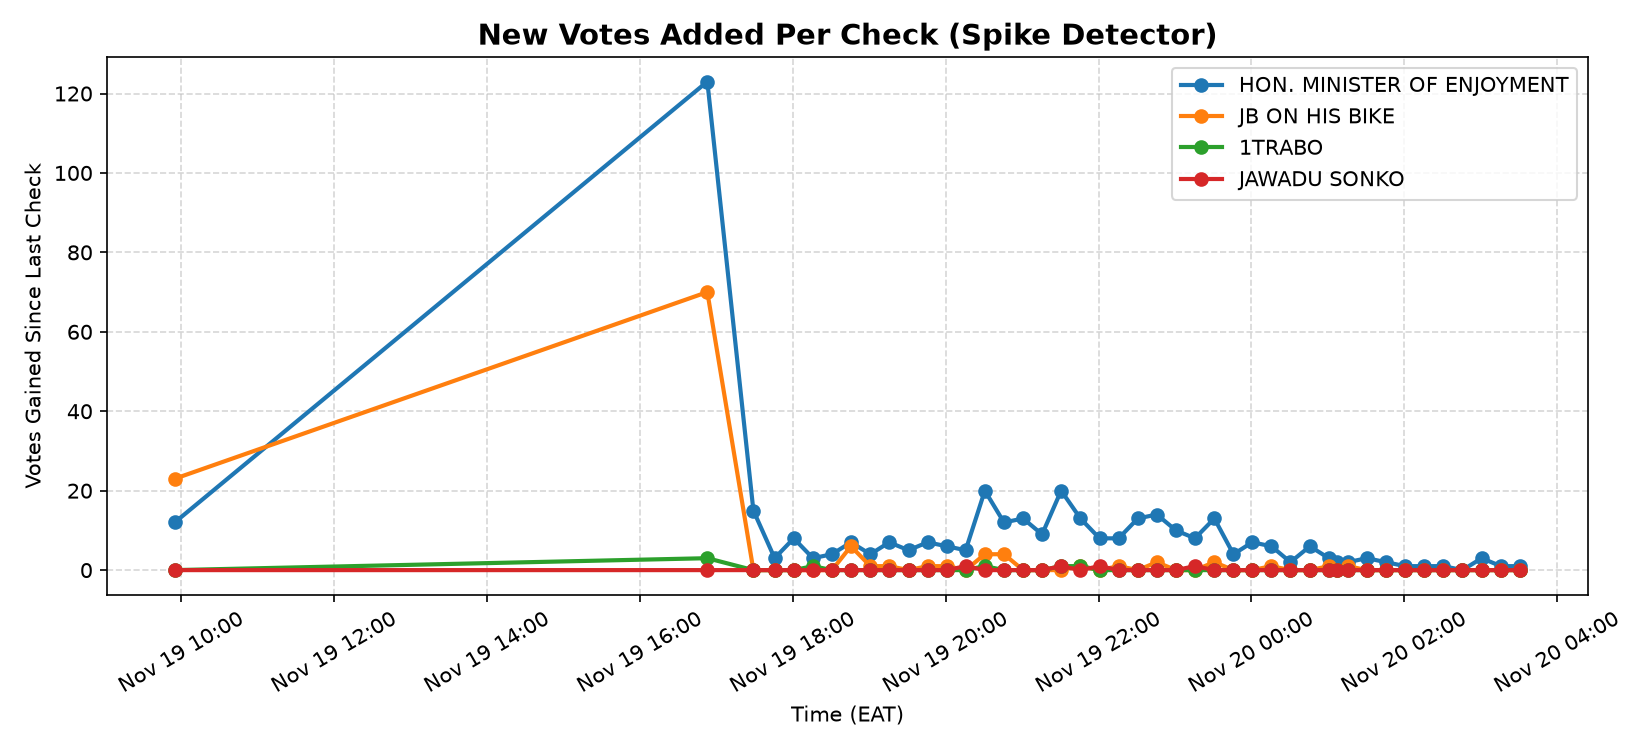 New Votes Added Per Check (Spike Detector)
HON. MINISTER OF ENJOYMENT
JB ON HIS BIKE
1TRABO
JAWADU SONKO
Votes Gained Since Last Check
120
100
80
60
40
20
0
Nov 19 10:00
Nov 19 12:00
Nov 19 14:00
Nov 19 16:00
Nov 19 18:00
Nov 19 20:00
Nov 19 22:00
Nov 20 00:00
Nov 20 02:00
Nov 20 04:00
Time (EAT)